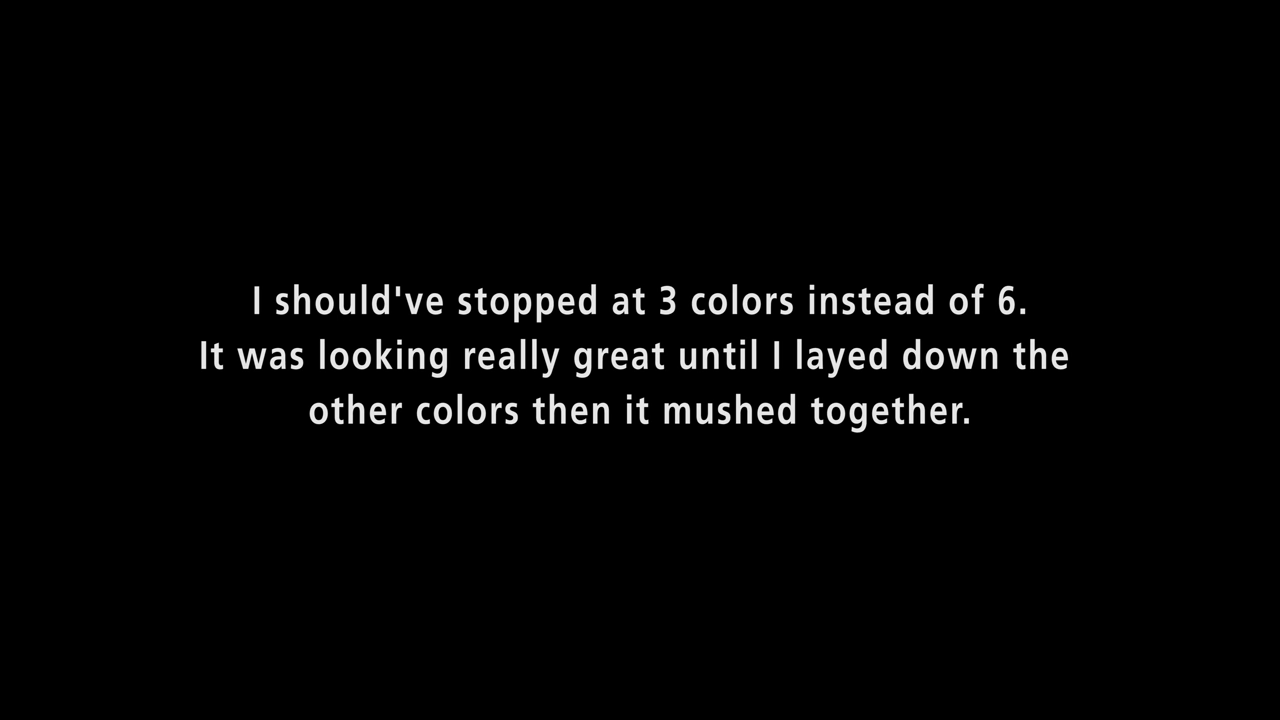 I should've stopped at 3 colors instead of 6.
It was looking really great until I layed down the
other colors then it mushed together.